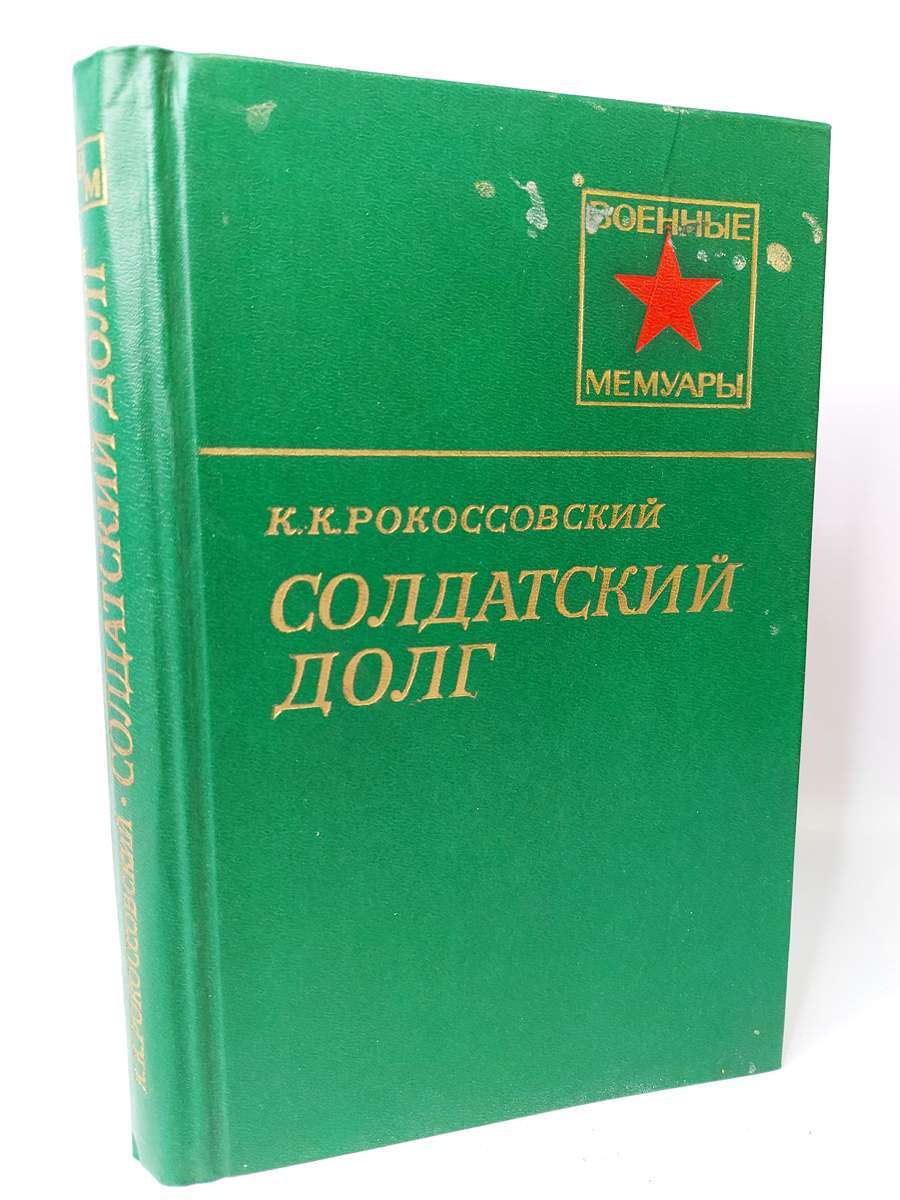 ВОЕННЫЕ
МЕМУАРЫ
К.К.РОКОССОВСКИЙ
СОЛДАТСКИЙ
ДОЛГ
К.К.РОКОССОВСКИЙ · СОЛДАТСКИЙ ДОЛГ
ВМ